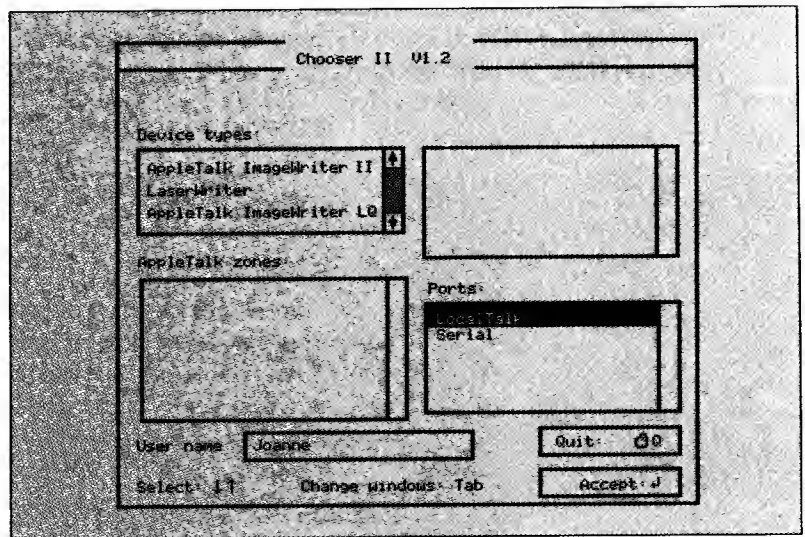 Chooser II V1.2
Device types:
AppleTalk ImageWriter II
LaserWriter
AppleTalk ImageWriter LQ
AppleTalk zones:
Ports:
LocalTalk
Serial
User name
Joanne
Quit: Q
Select: ↓↑
Change windows: Tab
Accept: ↲